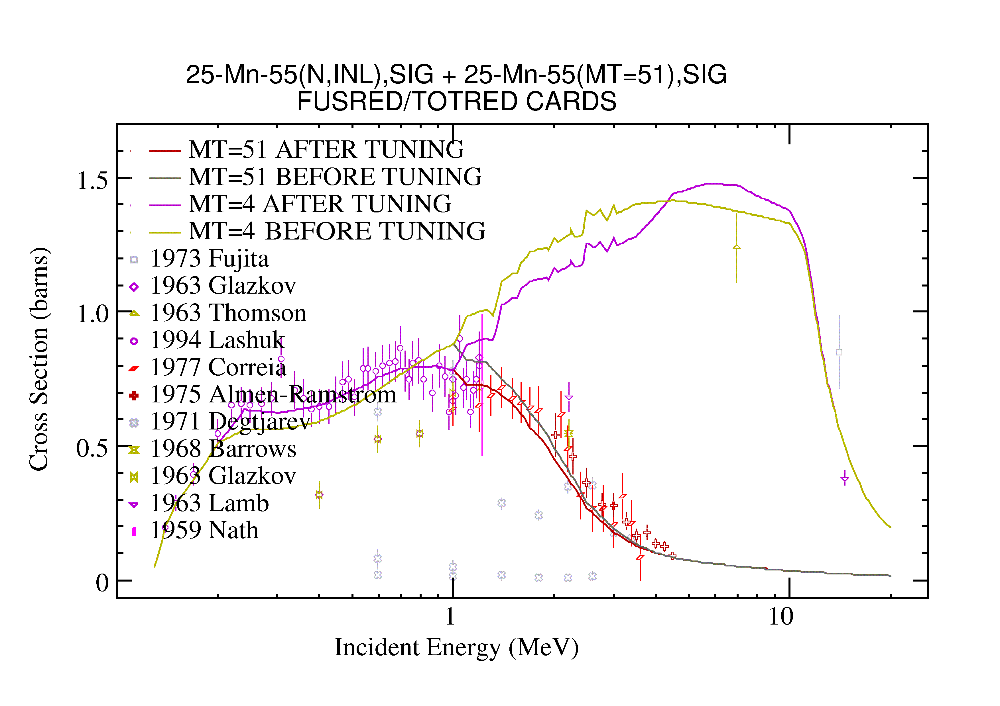 25-Mn-55(N,INL),SIG + 25-Mn-55(MT=51),SIG
FUSRED/TOTRED CARDS
MT=51 AFTER TUNING
MT=51 BEFORE TUNING
MT=4 AFTER TUNING
MT=4 BEFORE TUNING
1973 Fujita
1963 Glazkov
1963 Thomson
1994 Lashuk
1977 Correia
1975 Almen-Ramstrom
1971 Degtjarev
1968 Barrows
1963 Glazkov
1963 Lamb
1959 Nath
Cross Section (barns)
1.5
1.0
0.5
0
1
10
Incident Energy (MeV)